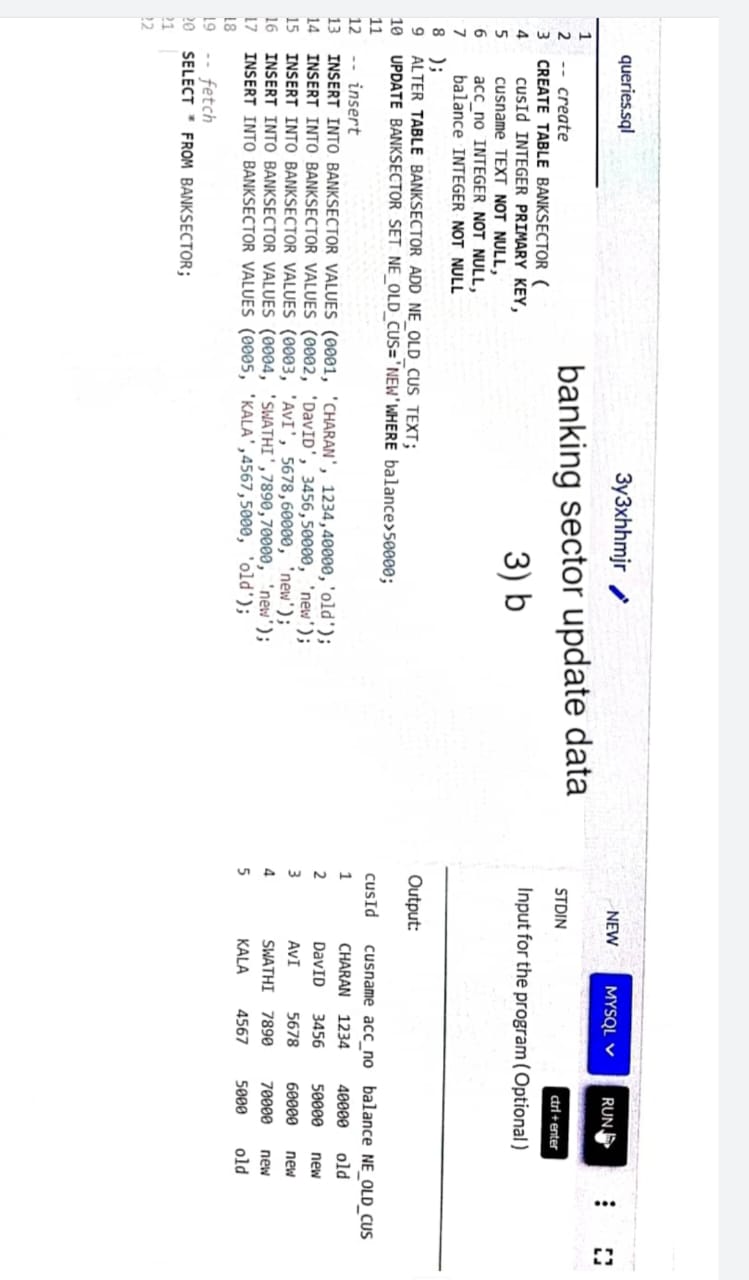 queries.sql
3y3xhhmjr
NEW
MYSQL
RUN
banking sector update data
3) b
1
2 -- create
3 CREATE TABLE BANKSECTOR (
4 cusId INTEGER PRIMARY KEY,
5 cusname TEXT NOT NULL,
6 acc_no INTEGER NOT NULL,
7 balance INTEGER NOT NULL
8 );
9 ALTER TABLE BANKSECTOR ADD NE_OLD_CUS TEXT;
10 UPDATE BANKSECTOR SET NE_OLD_CUS='NEW'WHERE balance>50000;
11
12 -- insert
13 INSERT INTO BANKSECTOR VALUES (0001, 'CHARAN', 1234,40000,'old');
14 INSERT INTO BANKSECTOR VALUES (0002, 'DavID', 3456,50000, 'new');
15 INSERT INTO BANKSECTOR VALUES (0003, 'AvI', 5678,60000, 'new');
16 INSERT INTO BANKSECTOR VALUES (0004, 'SWATHI',7890,70000, 'new');
17 INSERT INTO BANKSECTOR VALUES (0005, 'KALA',4567,5000, 'old');
18
19 -- fetch
20 SELECT * FROM BANKSECTOR;
21
22
STDIN
ctrl+enter
Input for the program (Optional)
Output:
cusId cusname acc_no balance NE_OLD_CUS
1 CHARAN 1234 40000 old
2 DavID 3456 50000 new
3 AvI 5678 60000 new
4 SWATHI 7890 70000 new
5 KALA 4567 5000 old